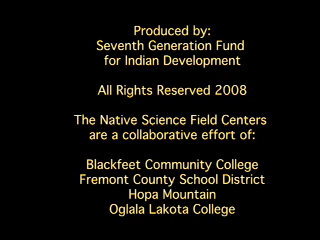 Produced by:
Seventh Generation Fund
for Indian Development
All Rights Reserved 2008
The Native Science Field Centers
are a collaborative effort of:
Blackfeet Community College
Fremont County School District
Hopa Mountain
Oglala Lakota College